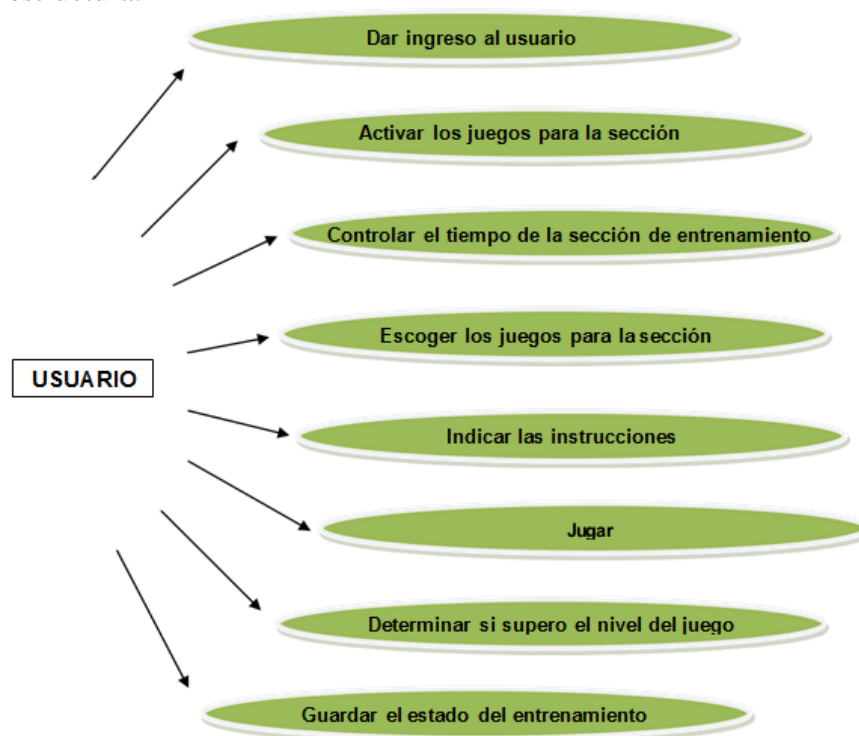 Dar ingreso al usuario
Activar los juegos para la sección
Controlar el tiempo de la sección de entrenamiento
Escoger los juegos para la sección
USUARIO
Indicar las instrucciones
Jugar
Determinar si supero el nivel del juego
Guardar el estado del entrenamiento